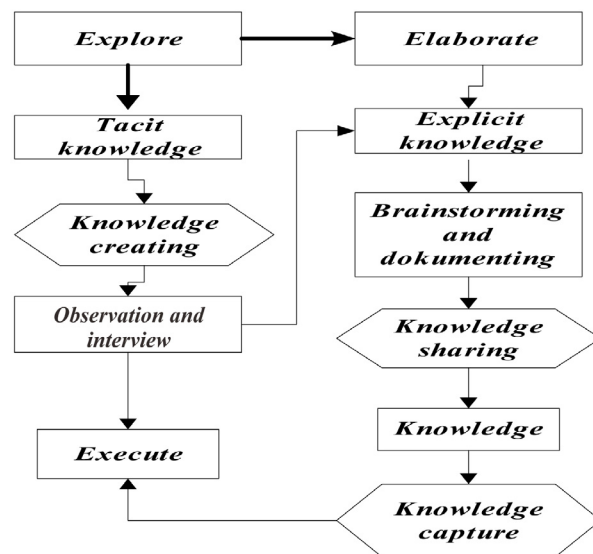 Explore
Elaborate
Tacit
knowledge
Explicit
knowledge
Knowledge
creating
Brainstorming
and
dokumenting
Observation and
interview
Knowledge
sharing
Execute
Knowledge
Knowledge
capture